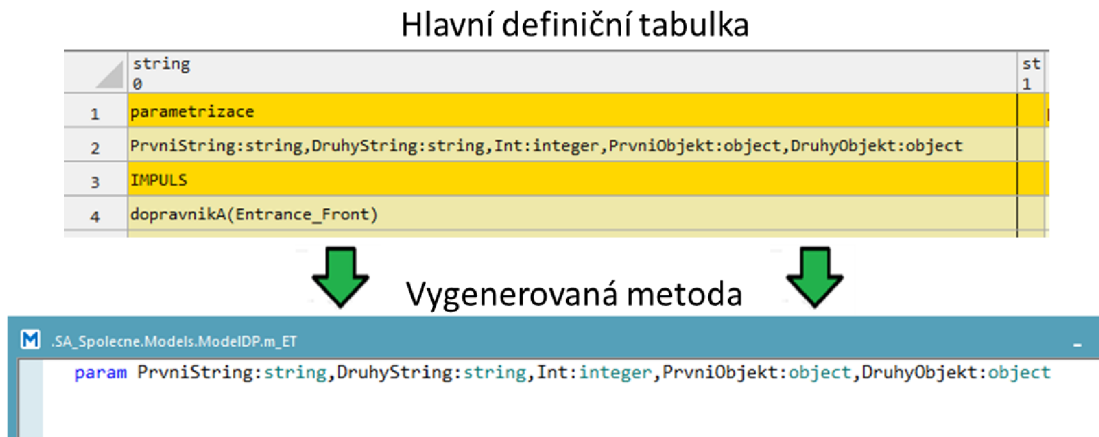 Hlavní definiční tabulka
string st
0 1
1 parametrizace
2 PrvniString:string,DruhyString:string,Int:integer,PrvniObjekt:object,DruhyObjekt:object
3 IMPULS
4 dopravnikA(Entrance_Front)
Vygenerovaná metoda
M .SA_Spolecne.Models.ModelDP.m_ET
param PrvniString:string,DruhyString:string,Int:integer,PrvniObjekt:object,DruhyObjekt:object